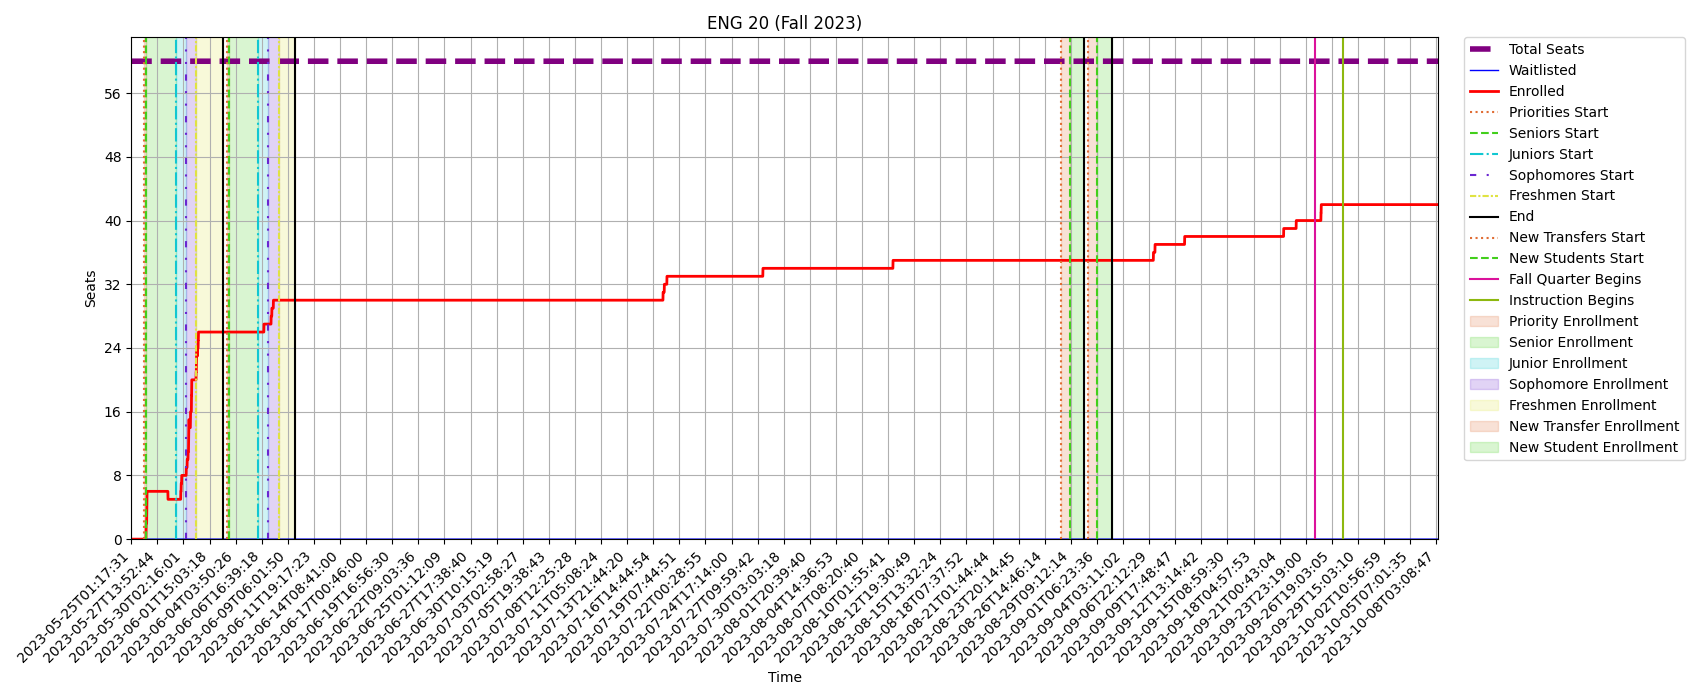 ENG 20 (Fall 2023)
Seats
56
48
40
32
24
16
8
0
2023-05-25T01:17:31
2023-05-27T13:52:44
2023-05-30T02:16:01
2023-06-01T15:03:18
2023-06-04T03:50:26
2023-06-06T16:39:18
2023-06-09T06:01:50
2023-06-11T19:17:23
2023-06-14T08:41:00
2023-06-17T00:46:00
2023-06-19T16:56:30
2023-06-22T09:03:36
2023-06-25T01:12:09
2023-06-27T17:38:40
2023-06-30T10:15:19
2023-07-03T02:58:27
2023-07-05T19:38:43
2023-07-08T12:25:28
2023-07-11T05:08:24
2023-07-13T21:44:20
2023-07-16T14:44:54
2023-07-19T07:44:51
2023-07-22T00:28:55
2023-07-24T17:14:00
2023-07-27T09:59:42
2023-07-30T03:03:18
2023-08-01T20:39:40
2023-08-04T14:36:53
2023-08-07T08:20:40
2023-08-10T01:55:41
2023-08-12T19:30:49
2023-08-15T13:32:24
2023-08-18T07:37:52
2023-08-21T01:44:44
2023-08-23T20:14:45
2023-08-26T14:46:14
2023-08-29T09:12:14
2023-09-01T06:23:36
2023-09-04T03:11:02
2023-09-06T22:12:29
2023-09-09T17:48:47
2023-09-12T13:14:42
2023-09-15T08:59:30
2023-09-18T04:57:53
2023-09-21T00:43:04
2023-09-23T23:19:00
2023-09-26T19:03:05
2023-09-29T15:03:10
2023-10-02T10:56:59
2023-10-05T07:01:35
2023-10-08T03:08:47
Time
Total Seats
Waitlisted
Enrolled
Priorities Start
Seniors Start
Juniors Start
Sophomores Start
Freshmen Start
End
New Transfers Start
New Students Start
Fall Quarter Begins
Instruction Begins
Priority Enrollment
Senior Enrollment
Junior Enrollment
Sophomore Enrollment
Freshmen Enrollment
New Transfer Enrollment
New Student Enrollment